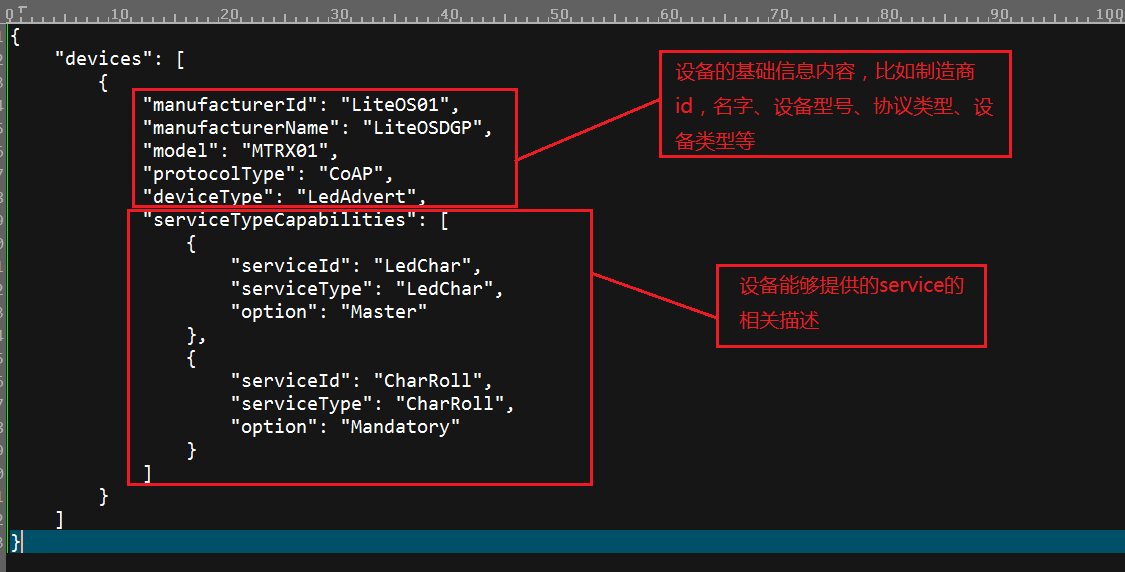 0 10 20 30 40 50 60 70 80 90 100
{
"devices": [
{
"manufacturerId": "LiteOS01",
"manufacturerName": "LiteOSDGP",
"model": "MTRX01",
"protocolType": "CoAP",
"deviceType": "LedAdvert",
"serviceTypeCapabilities": [
{
"serviceId": "LedChar",
"serviceType": "LedChar",
"option": "Master"
},
{
"serviceId": "CharRoll",
"serviceType": "CharRoll",
"option": "Mandatory"
}
]
}
]
}
设备的基础信息内容，比如制造商
id，名字、设备型号、协议类型、设
备类型等
设备能够提供的service的
相关描述